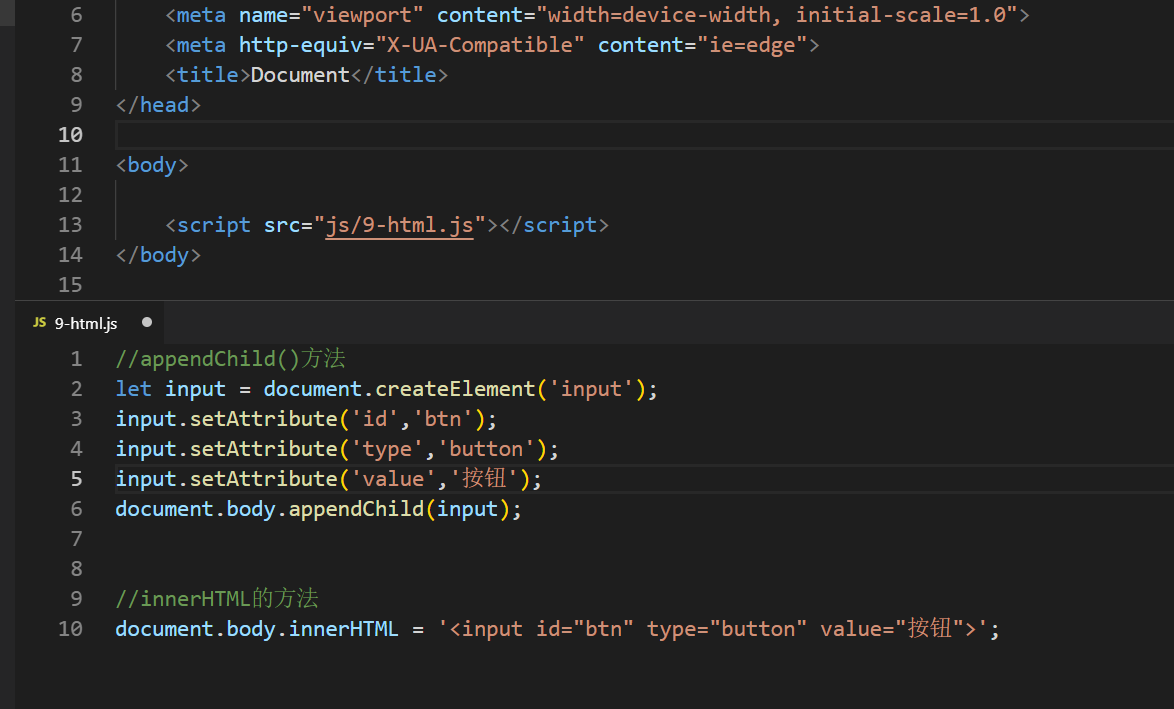 6 <meta name="viewport" content="width=device-width, initial-scale=1.0">
7 <meta http-equiv="X-UA-Compatible" content="ie=edge">
8 <title>Document</title>
9 </head>
10
11 <body>
12
13 <script src="js/9-html.js"></script>
14 </body>
15
JS 9-html.js
1 //appendChild()方法
2 let input = document.createElement('input');
3 input.setAttribute('id','btn');
4 input.setAttribute('type','button');
5 input.setAttribute('value','按钮');
6 document.body.appendChild(input);
7
8
9 //innerHTML的方法
10 document.body.innerHTML = '<input id="btn" type="button" value="按钮">';